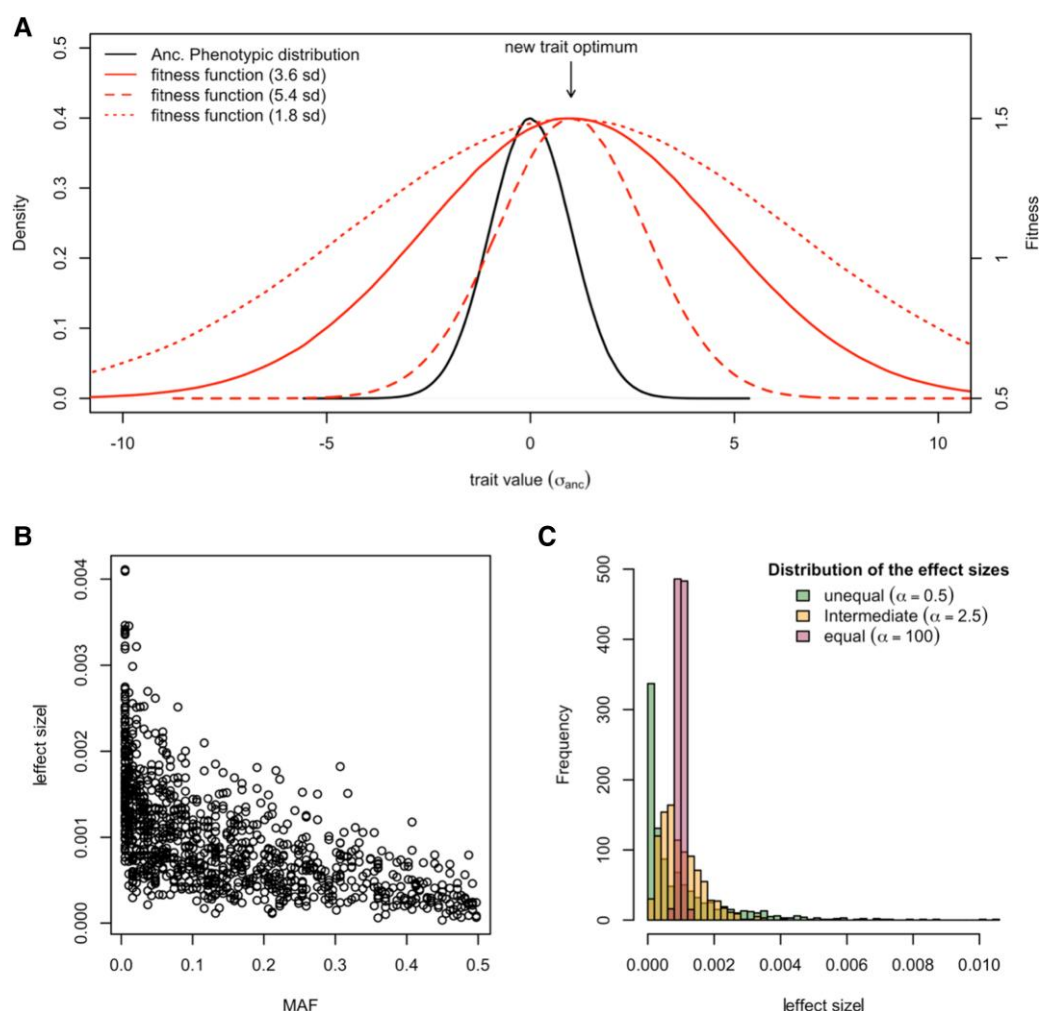 A
new trait optimum
Anc. Phenotypic distribution
fitness function (3.6 sd)
fitness function (5.4 sd)
fitness function (1.8 sd)
Density
0.5
0.4
0.3
0.2
0.1
0.0
Fitness
1.5
1
0.5
-10 -5 0 5 10
trait value (σanc)
B
|effect size|
0.004
0.003
0.002
0.001
0.000
0.0 0.1 0.2 0.3 0.4 0.5
MAF
C
Distribution of the effect sizes
unequal (α = 0.5)
Intermediate (α = 2.5)
equal (α = 100)
Frequency
500
400
300
200
100
0
0.000 0.002 0.004 0.006 0.008 0.010
|effect size|